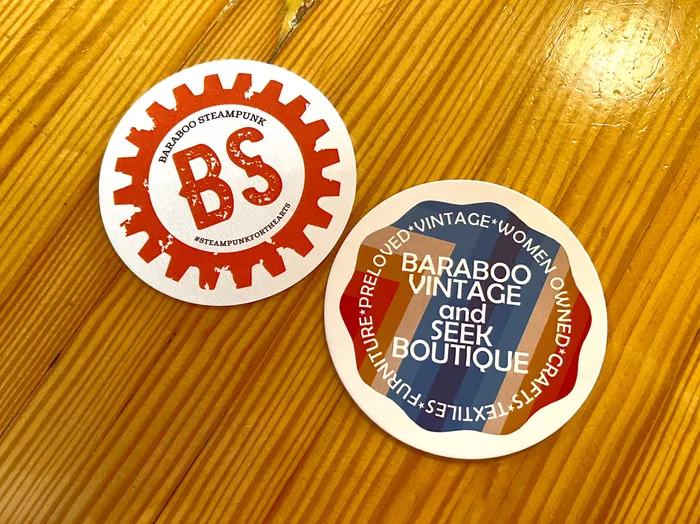 BARABOO STEAMPUNK
BS
#STEAMPUNKFORTHEARTS
PRELOVED*VINTAGE*WOMEN OWNED*CRAFTS*TEXTILES*FURNITURE*
BARABOO
VINTAGE
and
SEEK
BOUTIQUE